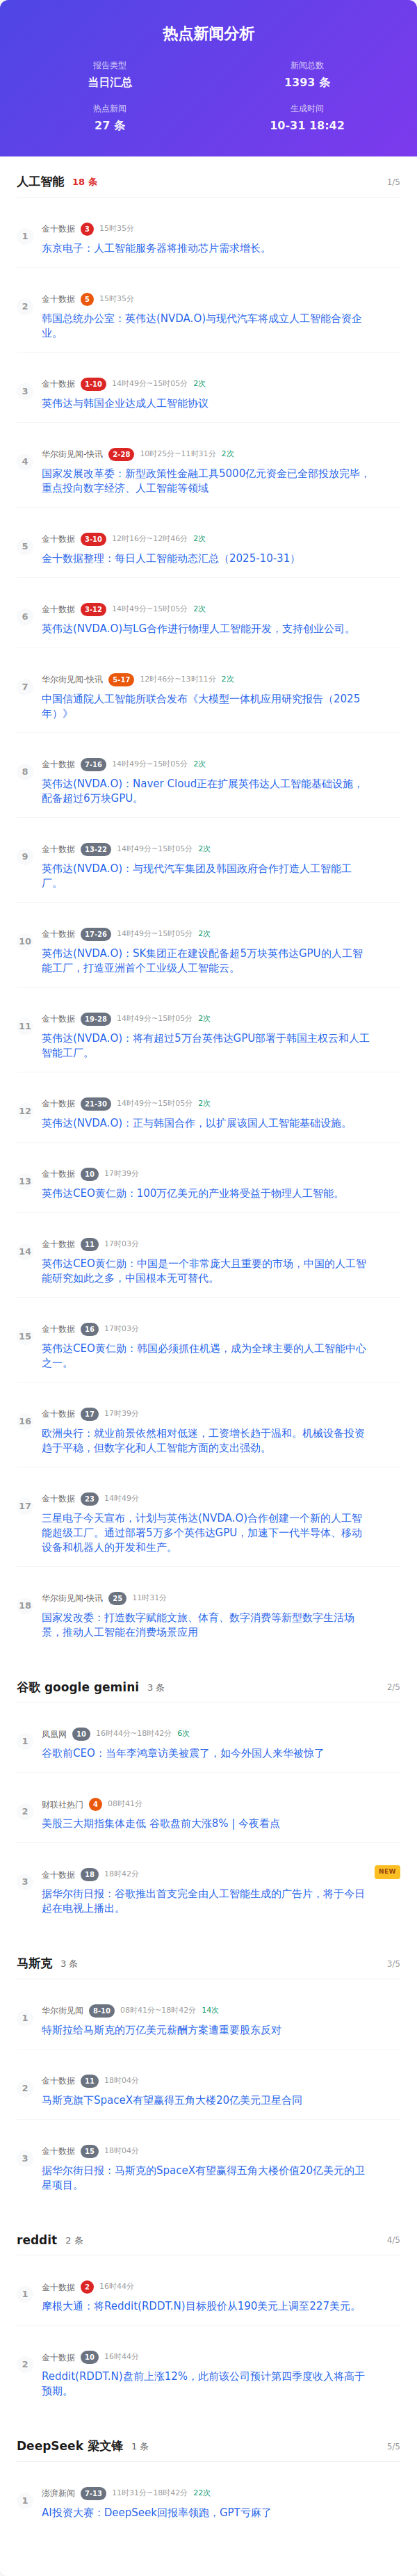 热点新闻分析
报告类型
新闻总数
当日汇总
1393 条
热点新闻
生成时间
27 条
10-31 18:42
人工智能 18 条 1/5
1
金十数据 3 15时35分
东京电子：人工智能服务器将推动芯片需求增长。
2
金十数据 5 15时35分
韩国总统办公室：英伟达(NVDA.O)与现代汽车将成立人工智能合资企
业。
3
金十数据 1-10 14时49分~15时05分 2次
英伟达与韩国企业达成人工智能协议
4
华尔街见闻-快讯 2-28 10时25分~11时31分 2次
国家发展改革委：新型政策性金融工具5000亿元资金已全部投放完毕，
重点投向数字经济、人工智能等领域
5
金十数据 3-10 12时16分~12时46分 2次
金十数据整理：每日人工智能动态汇总（2025-10-31）
6
金十数据 3-12 14时49分~15时05分 2次
英伟达(NVDA.O)与LG合作进行物理人工智能开发，支持创业公司。
7
华尔街见闻-快讯 5-17 12时46分~13时11分 2次
中国信通院人工智能所联合发布《大模型一体机应用研究报告（2025
年）》
8
金十数据 7-16 14时49分~15时05分 2次
英伟达(NVDA.O)：Naver Cloud正在扩展英伟达人工智能基础设施，
配备超过6万块GPU。
9
金十数据 13-22 14时49分~15时05分 2次
英伟达(NVDA.O)：与现代汽车集团及韩国政府合作打造人工智能工
厂。
10
金十数据 17-26 14时49分~15时05分 2次
英伟达(NVDA.O)：SK集团正在建设配备超5万块英伟达GPU的人工智
能工厂，打造亚洲首个工业级人工智能云。
11
金十数据 19-28 14时49分~15时05分 2次
英伟达(NVDA.O)：将有超过5万台英伟达GPU部署于韩国主权云和人工
智能工厂。
12
金十数据 21-30 14时49分~15时05分 2次
英伟达(NVDA.O)：正与韩国合作，以扩展该国人工智能基础设施。
13
金十数据 10 17时39分
英伟达CEO黄仁勋：100万亿美元的产业将受益于物理人工智能。
14
金十数据 11 17时03分
英伟达CEO黄仁勋：中国是一个非常庞大且重要的市场，中国的人工智
能研究如此之多，中国根本无可替代。
15
金十数据 16 17时03分
英伟达CEO黄仁勋：韩国必须抓住机遇，成为全球主要的人工智能中心
之一。
16
金十数据 17 17时39分
欧洲央行：就业前景依然相对低迷，工资增长趋于温和。机械设备投资
趋于平稳，但数字化和人工智能方面的支出强劲。
17
金十数据 23 14时49分
三星电子今天宣布，计划与英伟达(NVDA.O)合作创建一个新的人工智
能超级工厂。通过部署5万多个英伟达GPU，加速下一代半导体、移动
设备和机器人的开发和生产。
18
华尔街见闻-快讯 25 11时31分
国家发改委：打造数字赋能文旅、体育、数字消费等新型数字生活场
景，推动人工智能在消费场景应用
谷歌 google gemini 3 条 2/5
1
凤凰网 10 16时44分~18时42分 6次
谷歌前CEO：当年李鸿章访美被震了，如今外国人来华被惊了
2
财联社热门 4 08时41分
美股三大期指集体走低 谷歌盘前大涨8% | 今夜看点
3
金十数据 18 18时42分 NEW
据华尔街日报：谷歌推出首支完全由人工智能生成的广告片，将于今日
起在电视上播出。
马斯克 3 条 3/5
1
华尔街见闻 8-10 08时41分~18时42分 14次
特斯拉给马斯克的万亿美元薪酬方案遭重要股东反对
2
金十数据 11 18时04分
马斯克旗下SpaceX有望赢得五角大楼20亿美元卫星合同
3
金十数据 15 18时04分
据华尔街日报：马斯克的SpaceX有望赢得五角大楼价值20亿美元的卫
星项目。
reddit 2 条 4/5
1
金十数据 2 16时44分
摩根大通：将Reddit(RDDT.N)目标股价从190美元上调至227美元。
2
金十数据 10 16时44分
Reddit(RDDT.N)盘前上涨12%，此前该公司预计第四季度收入将高于
预期。
DeepSeek 梁文锋 1 条 5/5
1
澎湃新闻 7-13 11时31分~18时42分 22次
AI投资大赛：DeepSeek回报率领跑，GPT亏麻了